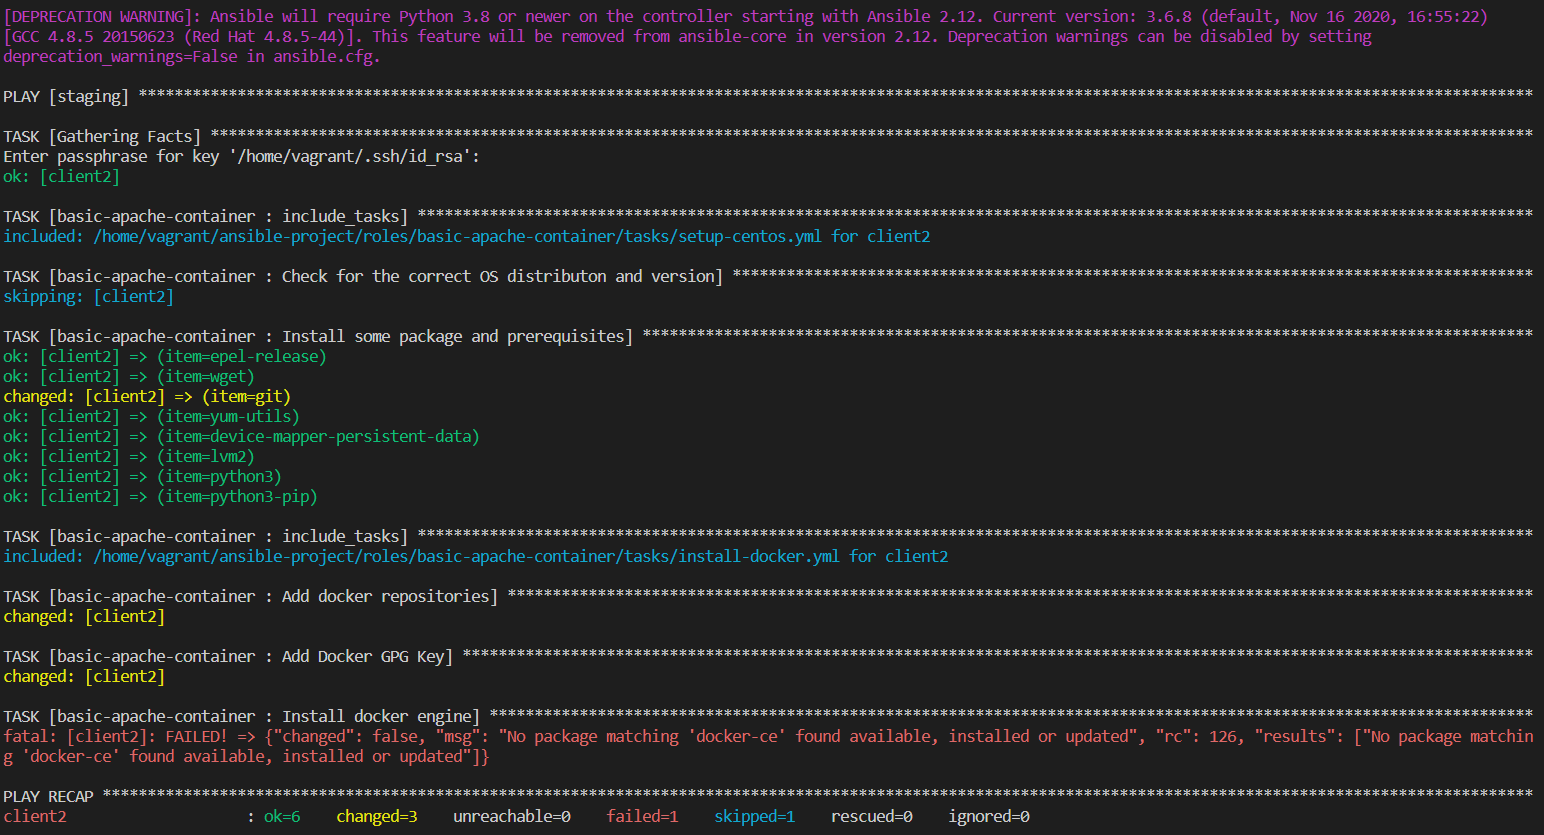 [DEPRECATION WARNING]: Ansible will require Python 3.8 or newer on the controller starting with Ansible 2.12. Current version: 3.6.8 (default, Nov 16 2020, 16:55:22)
[GCC 4.8.5 20150623 (Red Hat 4.8.5-44)]. This feature will be removed from ansible-core in version 2.12. Deprecation warnings can be disabled by setting
deprecation_warnings=False in ansible.cfg.
PLAY [staging] ***********************************************************************************************************************************************************
TASK [Gathering Facts] ***************************************************************************************************************************************************
Enter passphrase for key '/home/vagrant/.ssh/id_rsa':
ok: [client2]
TASK [basic-apache-container : include_tasks] ****************************************************************************************************************************
included: /home/vagrant/ansible-project/roles/basic-apache-container/tasks/setup-centos.yml for client2
TASK [basic-apache-container : Check for the correct OS distributon and version] *****************************************************************************************
skipping: [client2]
TASK [basic-apache-container : Install some package and prerequisites] ***************************************************************************************************
ok: [client2] => (item=epel-release)
ok: [client2] => (item=wget)
changed: [client2] => (item=git)
ok: [client2] => (item=yum-utils)
ok: [client2] => (item=device-mapper-persistent-data)
ok: [client2] => (item=lvm2)
ok: [client2] => (item=python3)
ok: [client2] => (item=python3-pip)
TASK [basic-apache-container : include_tasks] ****************************************************************************************************************************
included: /home/vagrant/ansible-project/roles/basic-apache-container/tasks/install-docker.yml for client2
TASK [basic-apache-container : Add docker repositories] ******************************************************************************************************************
changed: [client2]
TASK [basic-apache-container : Add Docker GPG Key] ***********************************************************************************************************************
changed: [client2]
TASK [basic-apache-container : Install docker engine] ********************************************************************************************************************
fatal: [client2]: FAILED! => {"changed": false, "msg": "No package matching 'docker-ce' found available, installed or updated", "rc": 126, "results": ["No package matchin
g 'docker-ce' found available, installed or updated"]}
PLAY RECAP ***************************************************************************************************************************************************************
client2                    : ok=6    changed=3    unreachable=0    failed=1    skipped=1    rescued=0    ignored=0